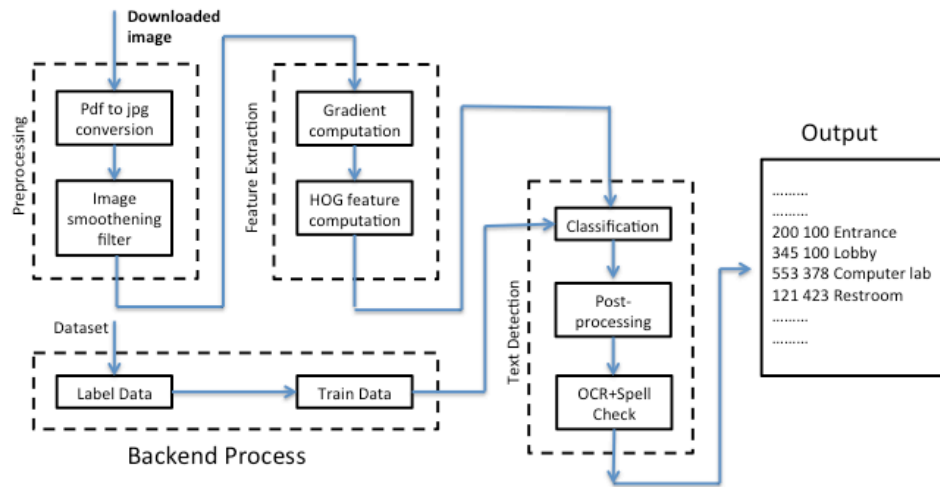 Downloaded
image
Preprocessing
Pdf to jpg
conversion
Image
smoothening
filter
Feature Extraction
Gradient
computation
HOG feature
computation
Text Detection
Classification
Post-
processing
OCR+Spell
Check
Output
.........
.........
200 100 Entrance
345 100 Lobby
553 378 Computer lab
121 423 Restroom
.........
.........
Dataset
Label Data
Train Data
Backend Process